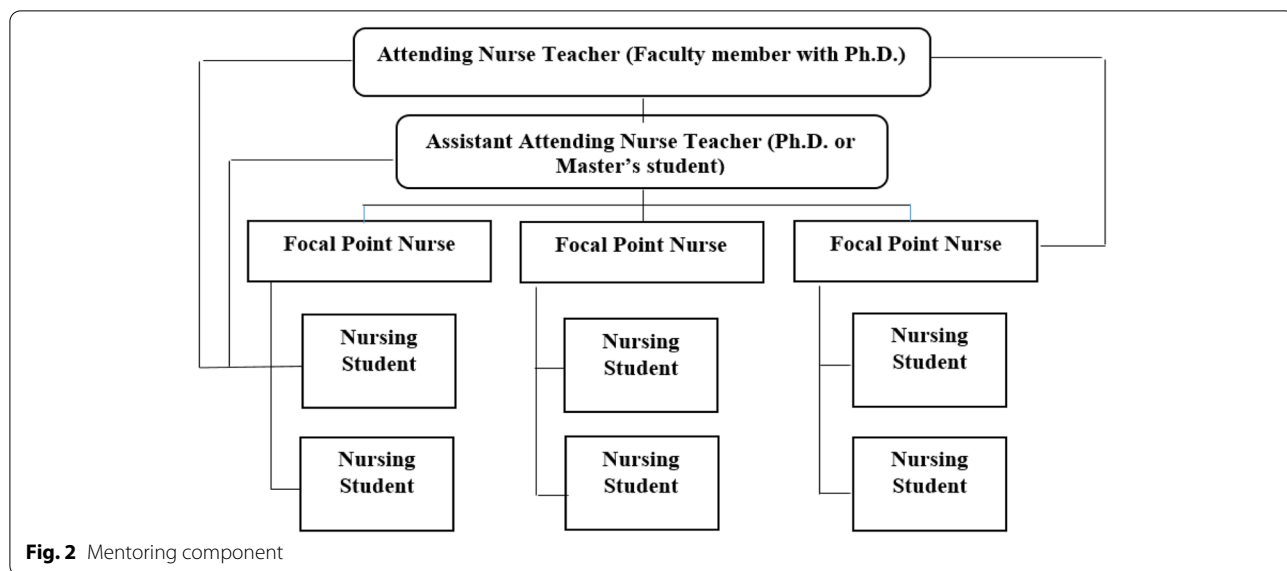 Attending Nurse Teacher (Faculty member with Ph.D.)
Assistant Attending Nurse Teacher (Ph.D. or
Master's student)
Focal Point Nurse
Focal Point Nurse
Focal Point Nurse
Nursing
Student
Nursing
Student
Nursing
Student
Nursing
Student
Nursing
Student
Nursing
Student
Fig. 2 Mentoring component